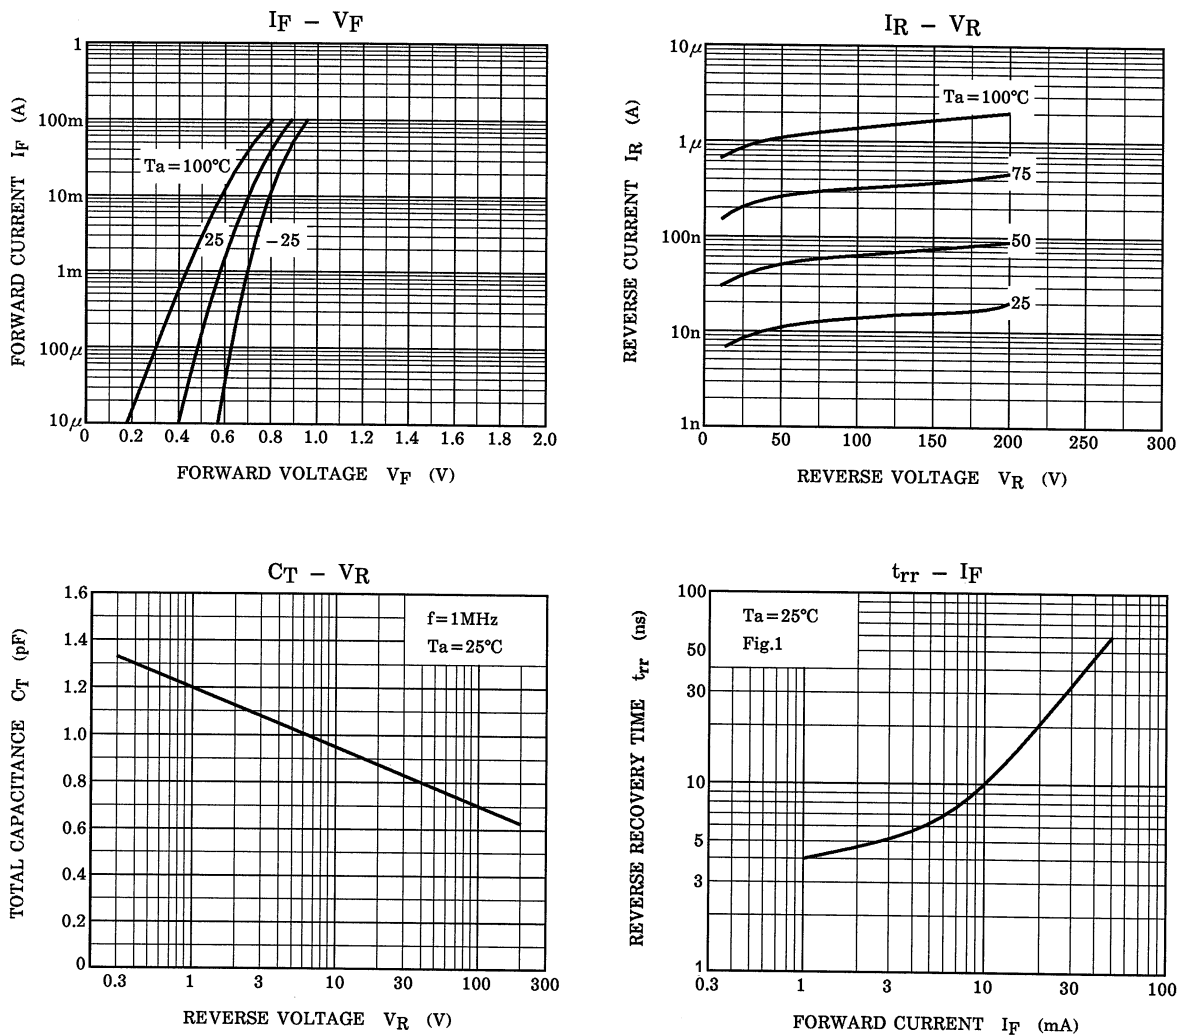 IF – VF
FORWARD CURRENT IF (A)
1
100m
10m
1m
100μ
10μ
Ta=100°C
25
−25
0 0.2 0.4 0.6 0.8 1.0 1.2 1.4 1.6 1.8 2.0
FORWARD VOLTAGE VF (V)
IR – VR
REVERSE CURRENT IR (A)
10μ
1μ
100n
10n
1n
Ta=100°C
75
50
25
0 50 100 150 200 250 300
REVERSE VOLTAGE VR (V)
CT – VR
TOTAL CAPACITANCE CT (pF)
1.6
1.4
1.2
1.0
0.8
0.6
0.4
0.2
0
f=1MHz
Ta=25°C
0.3 1 3 10 30 100 300
REVERSE VOLTAGE VR (V)
trr – IF
REVERSE RECOVERY TIME trr (ns)
100
50
30
10
5
3
1
Ta=25°C
Fig.1
0.3 1 3 10 30 100
FORWARD CURRENT IF (mA)